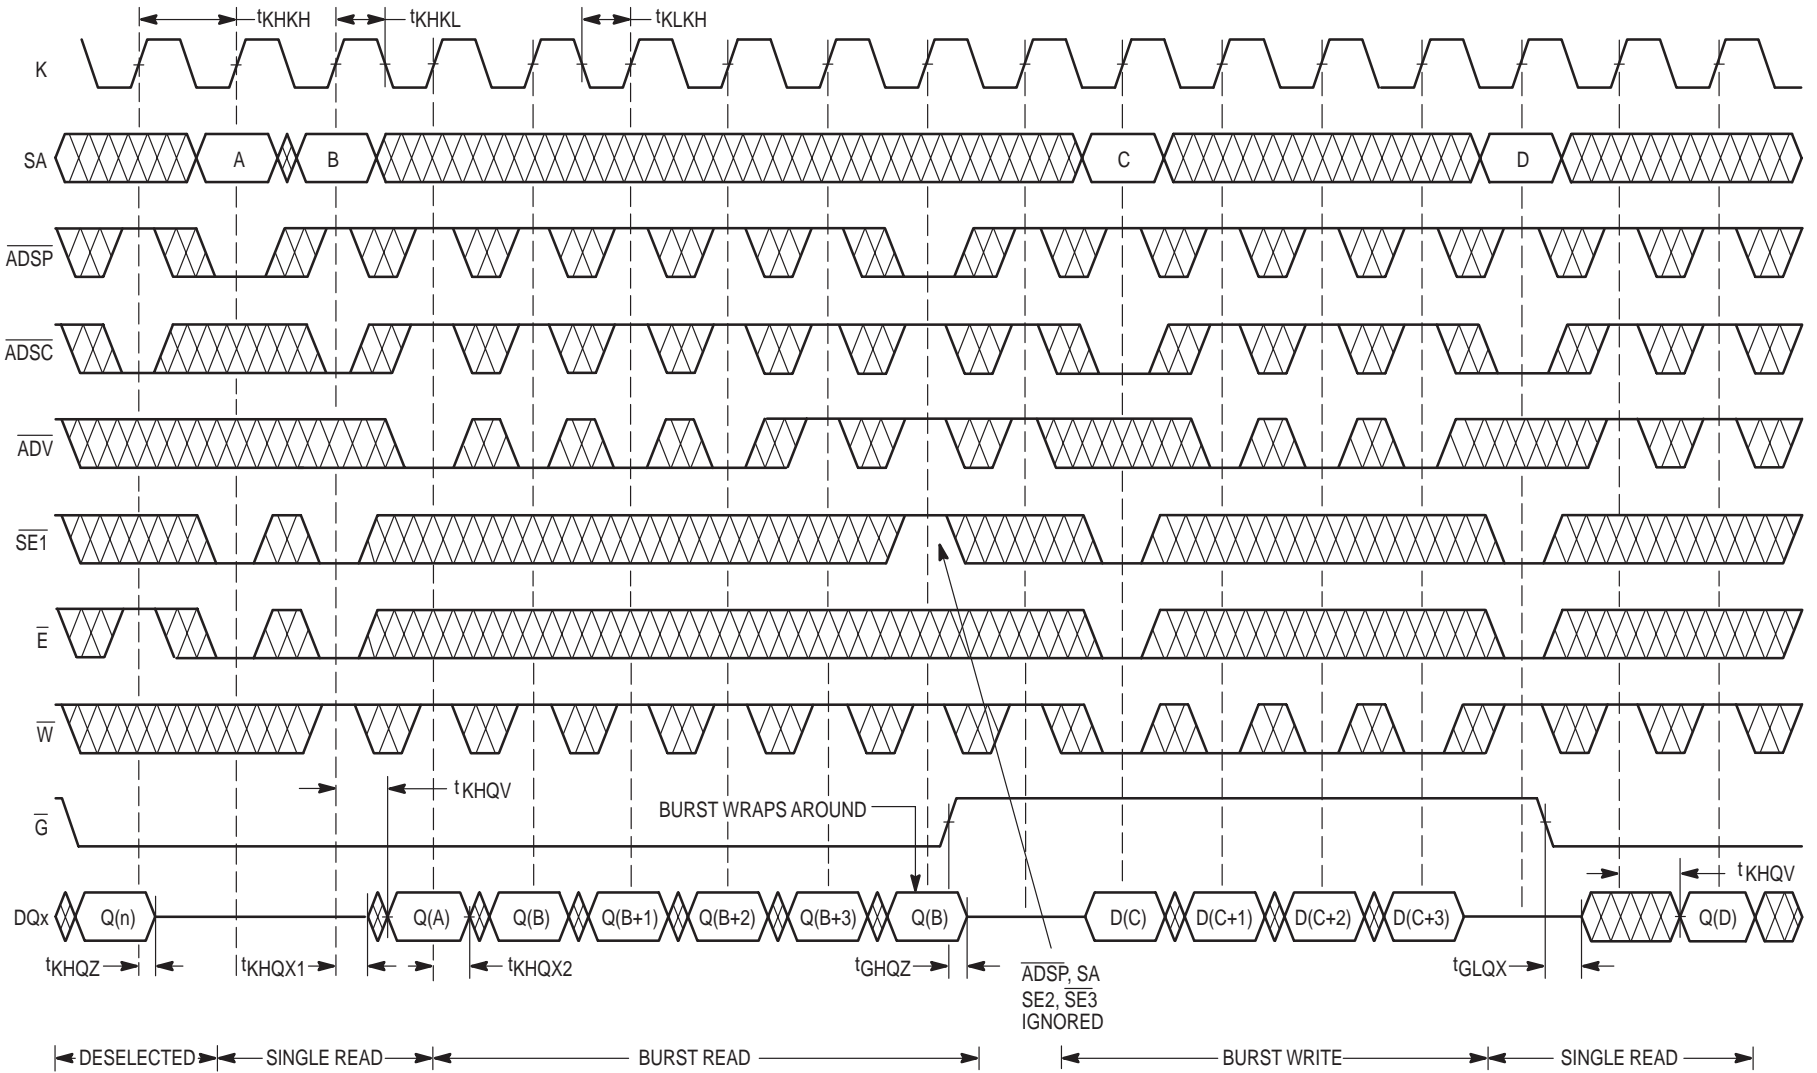 tKHKH
tKHKL
tKLKH
K
SA
A
B
C
D
ADSP
ADSC
ADV
SE1
E
W
tKHQV
BURST WRAPS AROUND
G
tKHQV
DQx
Q(n)
Q(A)
Q(B)
Q(B+1)
Q(B+2)
Q(B+3)
Q(B)
D(C)
D(C+1)
D(C+2)
D(C+3)
Q(D)
tKHQZ
tKHQX1
tKHQX2
tGHQZ
tGLQX
ADSP, SA
SE2, SE3
IGNORED
DESELECTED
SINGLE READ
BURST READ
BURST WRITE
SINGLE READ